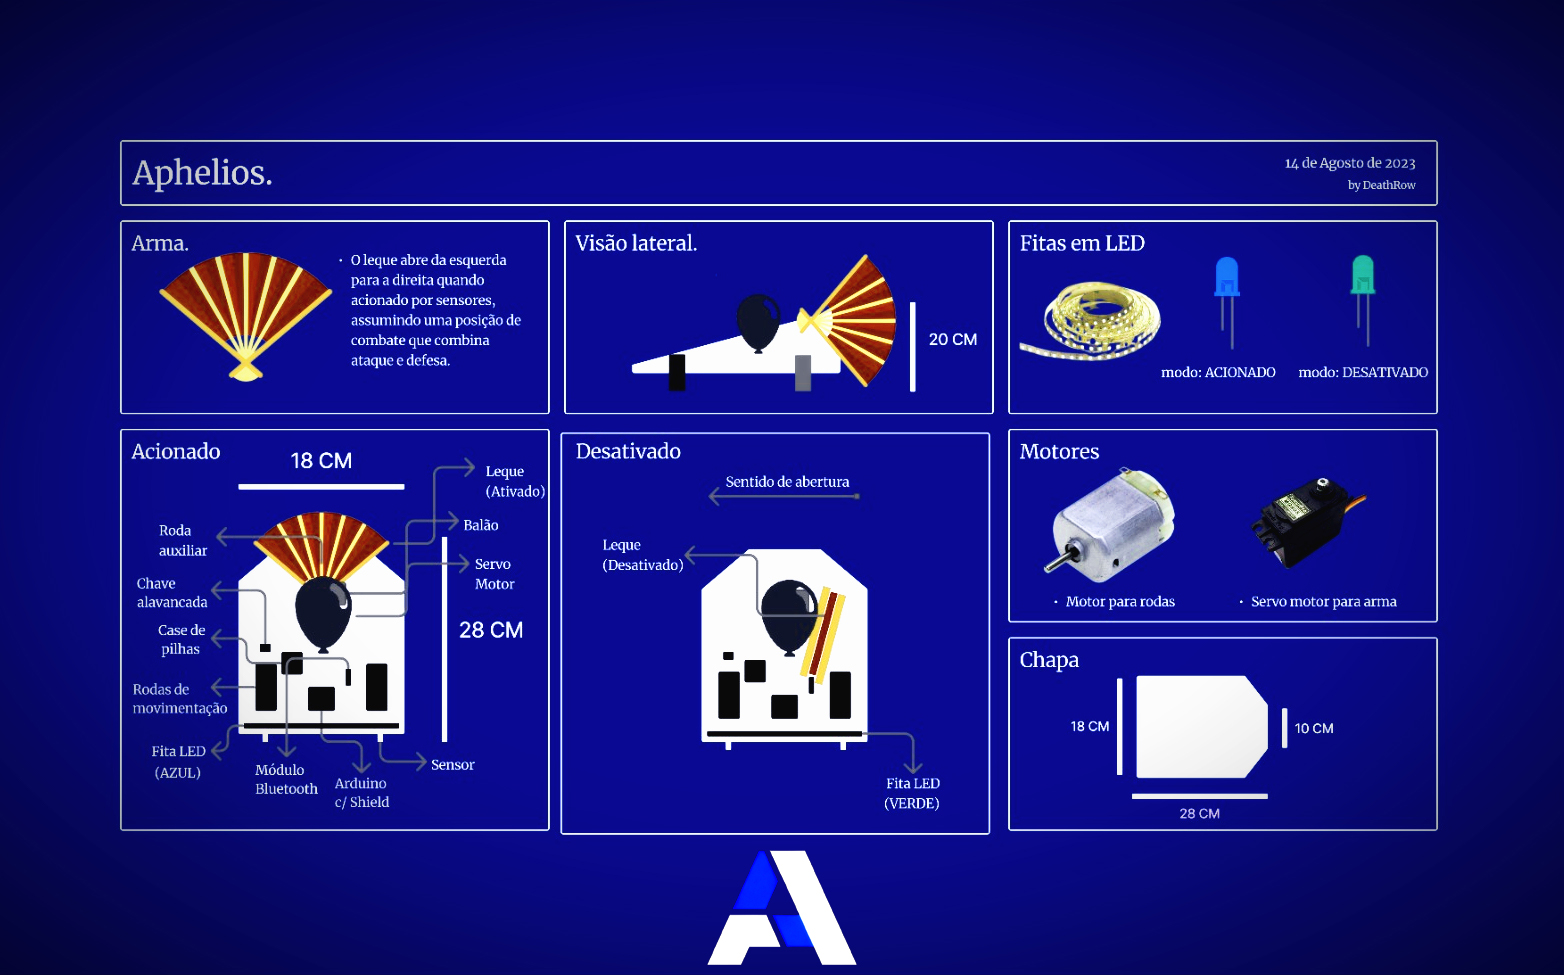 Aphelios.
14 de Agosto de 2023
by DeathRow
Arma.
• O leque abre da esquerda
para a direita quando
acionado por sensores,
assumindo uma posição de
combate que combina
ataque e defesa.
Visão lateral.
20 CM
Fitas em LED
modo: ACIONADO
modo: DESATIVADO
Acionado
18 CM
Leque
(Ativado)
Balão
Servo
Motor
28 CM
Roda
auxiliar
Chave
alavancada
Case de
pilhas
Rodas de
movimentação
Fita LED
(AZUL)
Módulo
Bluetooth
Arduino
c/ Shield
Sensor
Desativado
Sentido de abertura
Leque
(Desativado)
Fita LED
(VERDE)
Motores
• Motor para rodas
• Servo motor para arma
Chapa
18 CM
10 CM
28 CM